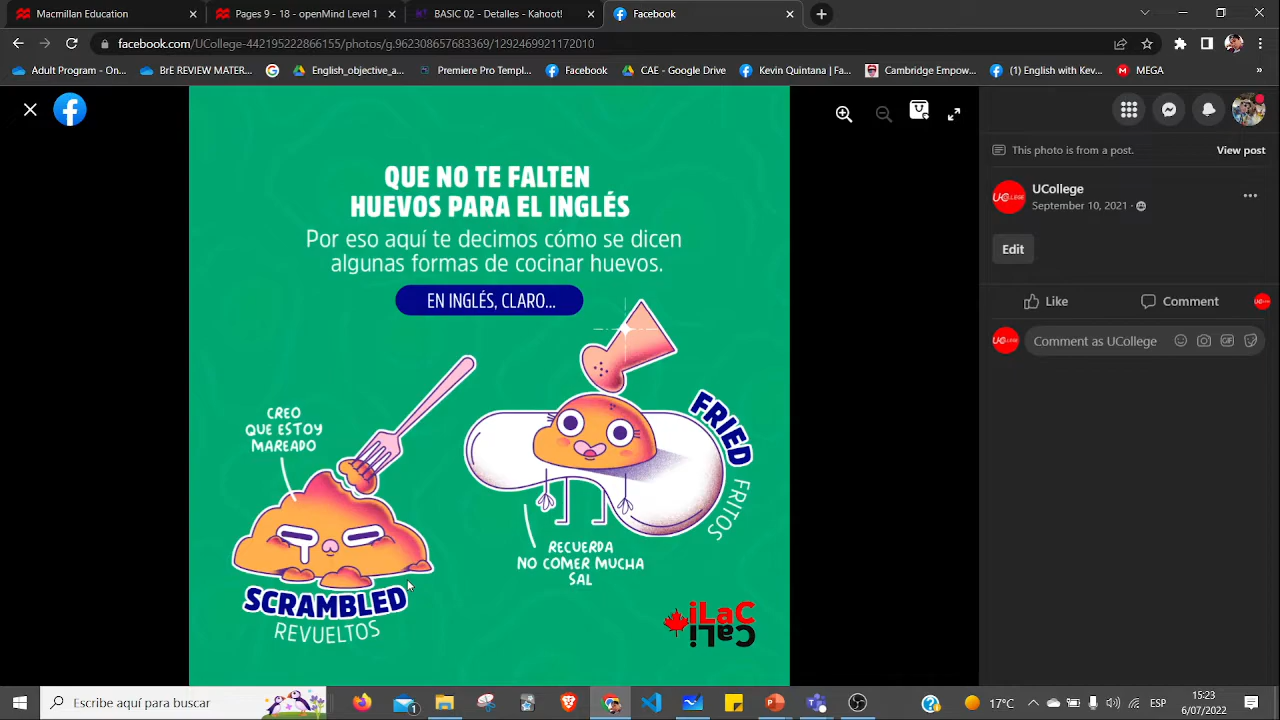 Macmillan Education
Pages 9 - 18 - openMind Level 1
BASIC 02 - Detalles - Kahoot!
Facebook
facebook.com/UCollege-442195222866155/photos/g.962308657683369/1292469921172010
Adult Program - On...
BrE REVIEW MATER...
English_objective_a...
Premiere Pro Templ...
Facebook
CAE - Google Drive
Kevin Quintana | Fa...
Cambridge Empow...
(1) English with Kev...
MEGA
»
This photo is from a post.
View post
UCollege
September 10, 2021 ·
Edit
Like
Comment
Comment as UCollege
QUE NO TE FALTEN
HUEVOS PARA EL INGLÉS
Por eso aquí te decimos cómo se dicen
algunas formas de cocinar huevos.
EN INGLÉS, CLARO...
CREO
QUE ESTOY
MAREADO
SCRAMBLED
REVUELTOS
FRIED
FRITOS
RECUERDA
NO COMER MUCHA
SAL
iLaC
Cali
Escribe aquí para buscar
1
17°C
ESP
15:23
6/07/2022